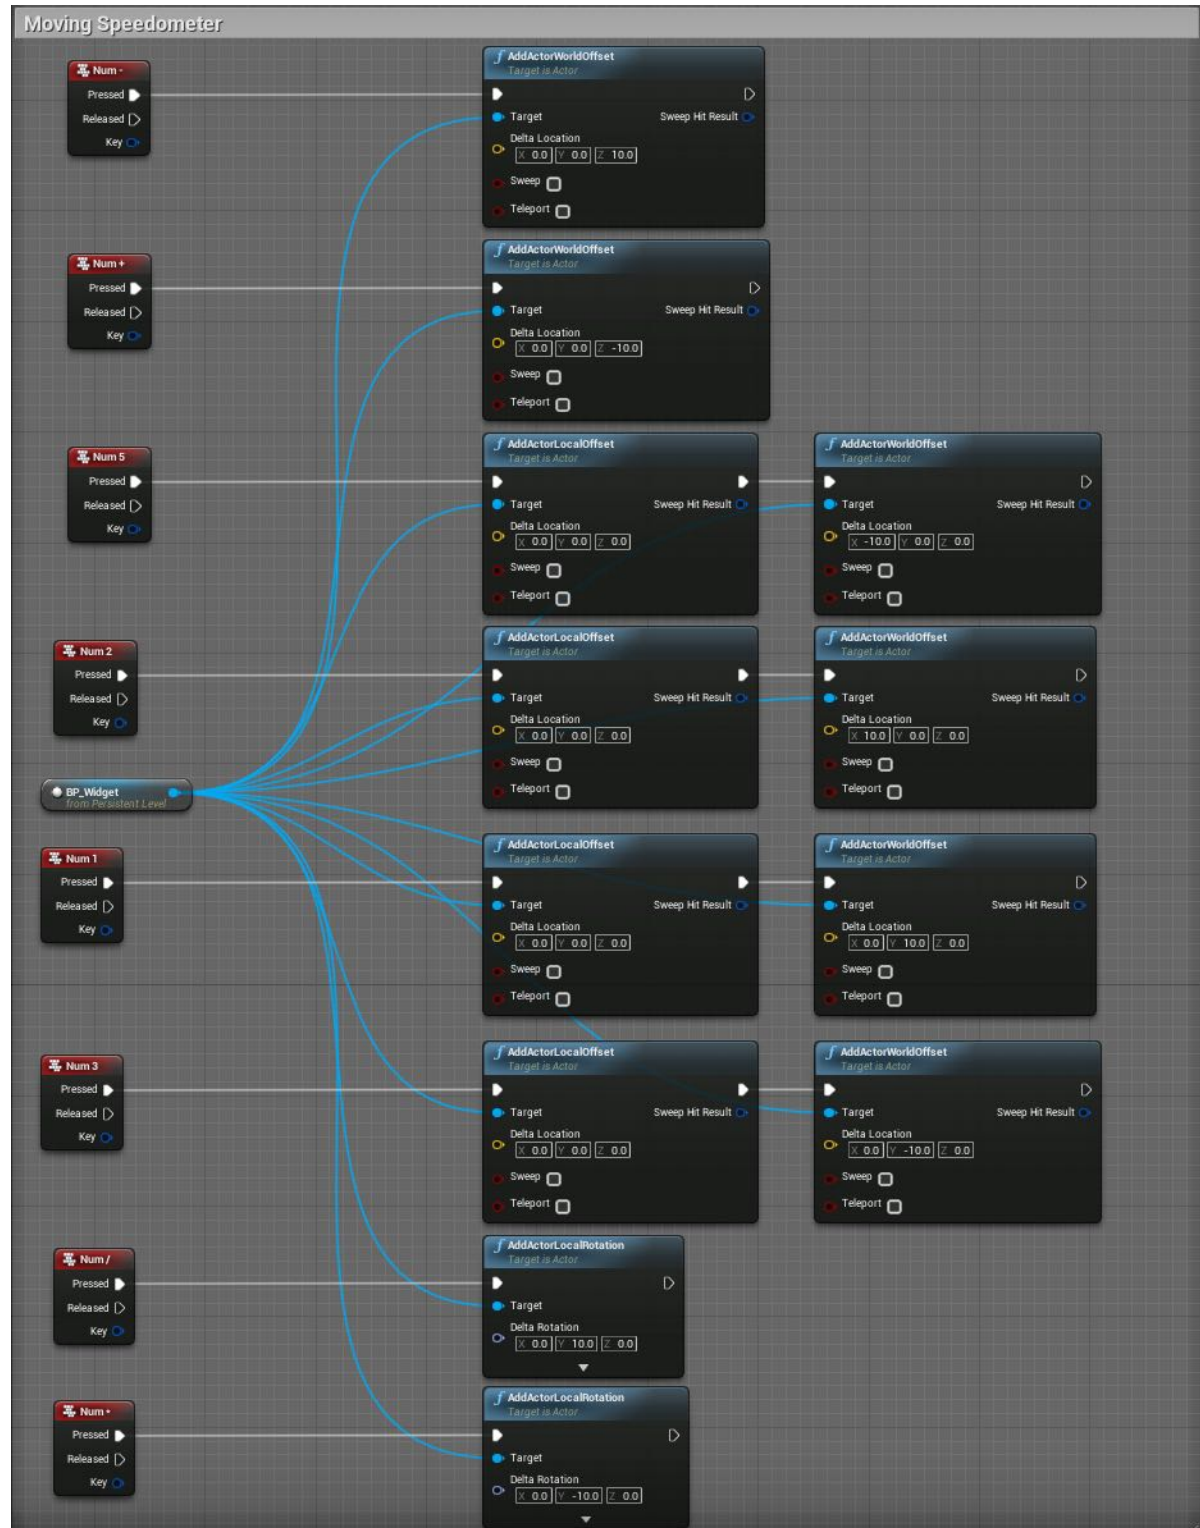 Moving Speedometer
Num -
Pressed
Released
Key
AddActorWorldOffset
Target is Actor
Target
Sweep Hit Result
Delta Location
X 0.0 Y 0.0 Z 10.0
Sweep
Teleport
Num +
Pressed
Released
Key
AddActorWorldOffset
Target is Actor
Target
Sweep Hit Result
Delta Location
X 0.0 Y 0.0 Z -10.0
Sweep
Teleport
Num 5
Pressed
Released
Key
AddActorLocalOffset
Target is Actor
Target
Sweep Hit Result
Delta Location
X 0.0 Y 0.0 Z 0.0
Sweep
Teleport
AddActorWorldOffset
Target is Actor
Target
Sweep Hit Result
Delta Location
X -10.0 Y 0.0 Z 0.0
Sweep
Teleport
Num 2
Pressed
Released
Key
AddActorLocalOffset
Target is Actor
Target
Sweep Hit Result
Delta Location
X 0.0 Y 0.0 Z 0.0
Sweep
Teleport
AddActorWorldOffset
Target is Actor
Target
Sweep Hit Result
Delta Location
X 10.0 Y 0.0 Z 0.0
Sweep
Teleport
BP_Widget
from Persistent Level
Num 1
Pressed
Released
Key
AddActorLocalOffset
Target is Actor
Target
Sweep Hit Result
Delta Location
X 0.0 Y 0.0 Z 0.0
Sweep
Teleport
AddActorWorldOffset
Target is Actor
Target
Sweep Hit Result
Delta Location
X 0.0 Y 10.0 Z 0.0
Sweep
Teleport
Num 3
Pressed
Released
Key
AddActorLocalOffset
Target is Actor
Target
Sweep Hit Result
Delta Location
X 0.0 Y 0.0 Z 0.0
Sweep
Teleport
AddActorWorldOffset
Target is Actor
Target
Sweep Hit Result
Delta Location
X 0.0 Y -10.0 Z 0.0
Sweep
Teleport
Num /
Pressed
Released
Key
AddActorLocalRotation
Target is Actor
Target
Delta Rotation
X 0.0 Y 10.0 Z 0.0
Num *
Pressed
Released
Key
AddActorLocalRotation
Target is Actor
Target
Delta Rotation
X 0.0 Y -10.0 Z 0.0